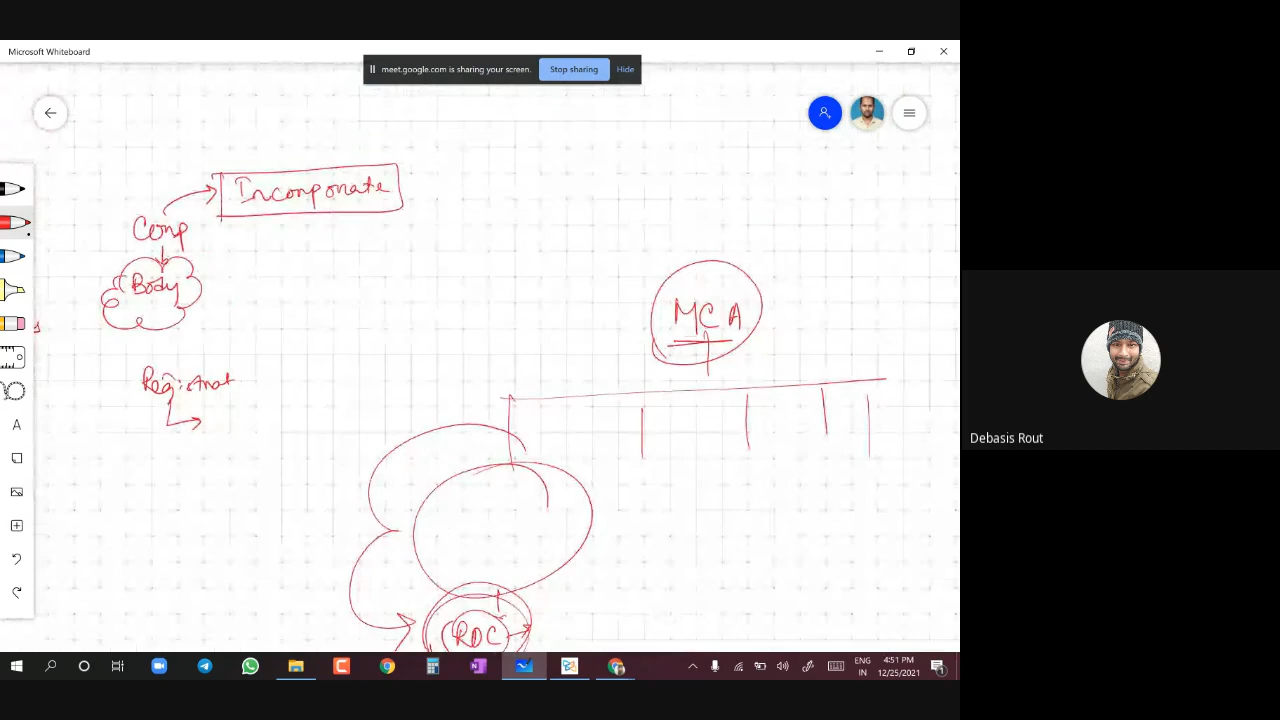 Microsoft Whiteboard
meet.google.com is sharing your screen.
Stop sharing
Hide
Incorporate
Comp
Body
MCA
Registrat
ROC
Debasis Rout
A
ENG
IN
4:51 PM
12/25/2021
1